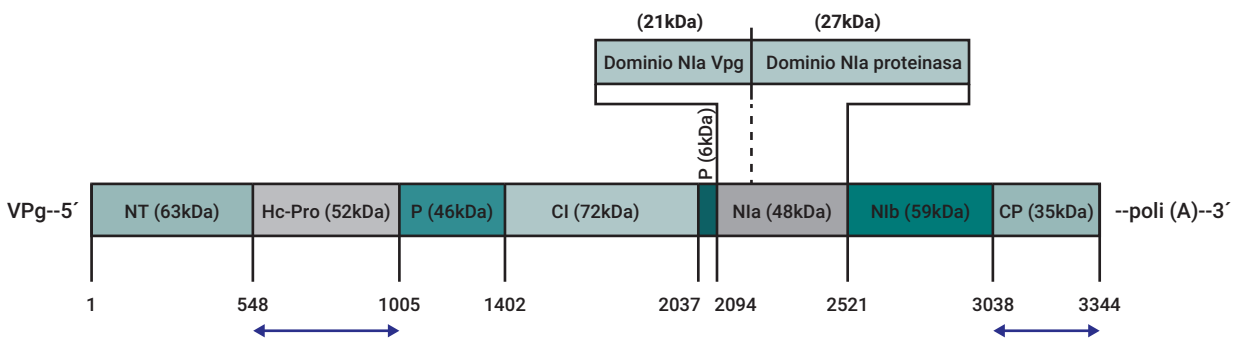 (21kDa) (27kDa)
Dominio NIa Vpg Dominio NIa proteinasa
P (6kDa)
VPg--5´ NT (63kDa) Hc-Pro (52kDa) P (46kDa) CI (72kDa) NIa (48kDa) NIb (59kDa) CP (35kDa) --poli (A)--3´
1 548 1005 1402 2037 2094 2521 3038 3344